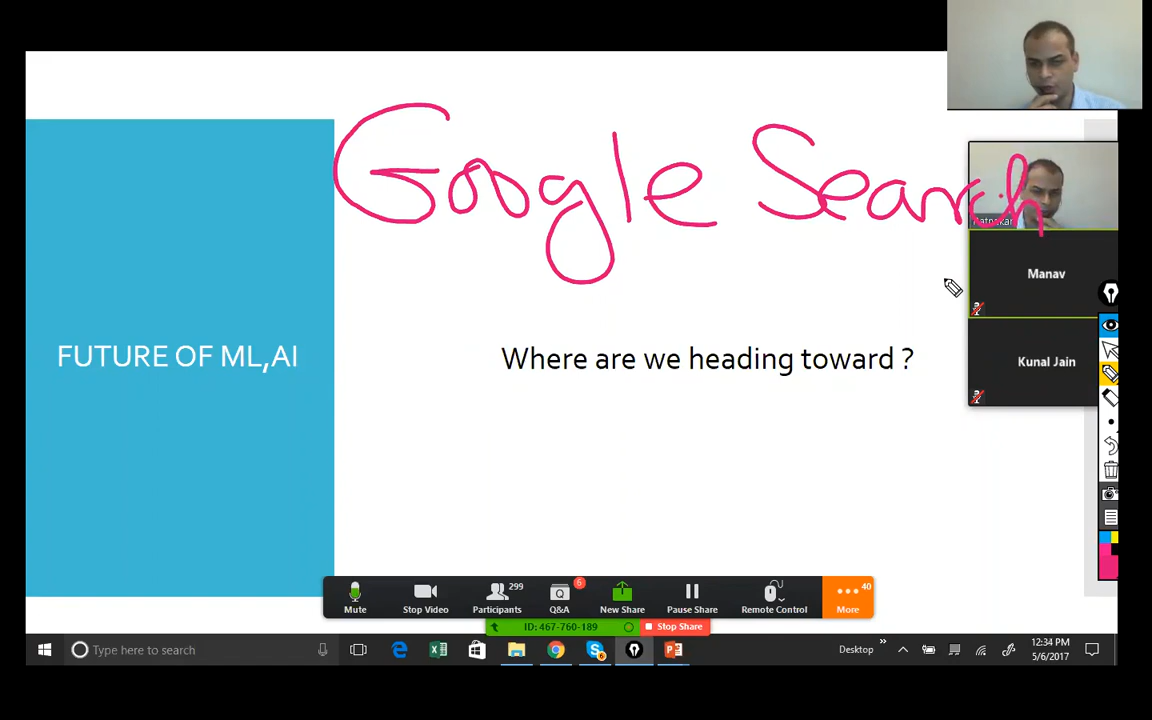 Google Search
Manav
Kunal Jain
FUTURE OF ML,AI
Where are we heading toward ?
299
5
40
Mute
Stop Video
Participants
Q&A
New Share
Pause Share
Remote Control
More
ID: 467-760-189
Stop Share
Type here to search
Desktop
12:34 PM
5/6/2017